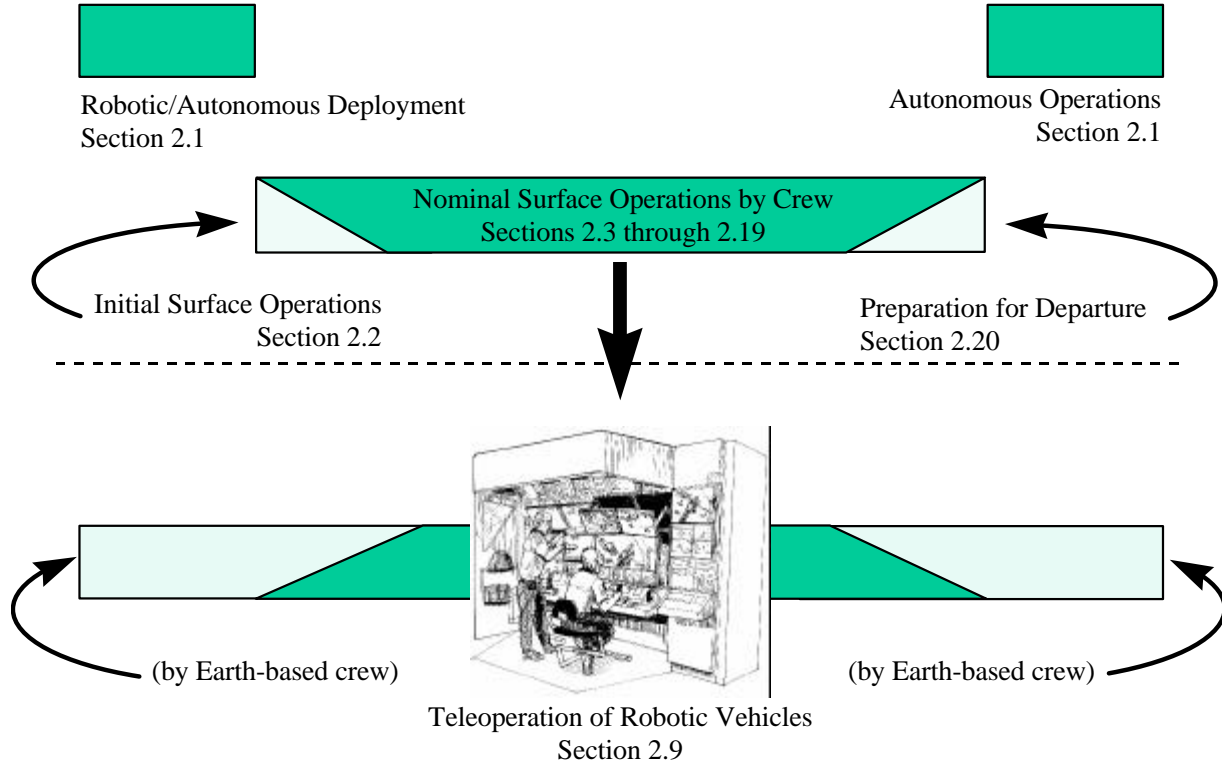 Robotic/Autonomous Deployment
Section 2.1
Autonomous Operations
Section 2.1
Nominal Surface Operations by Crew
Sections 2.3 through 2.19
Initial Surface Operations
Section 2.2
Preparation for Departure
Section 2.20
(by Earth-based crew)
(by Earth-based crew)
Teleoperation of Robotic Vehicles
Section 2.9